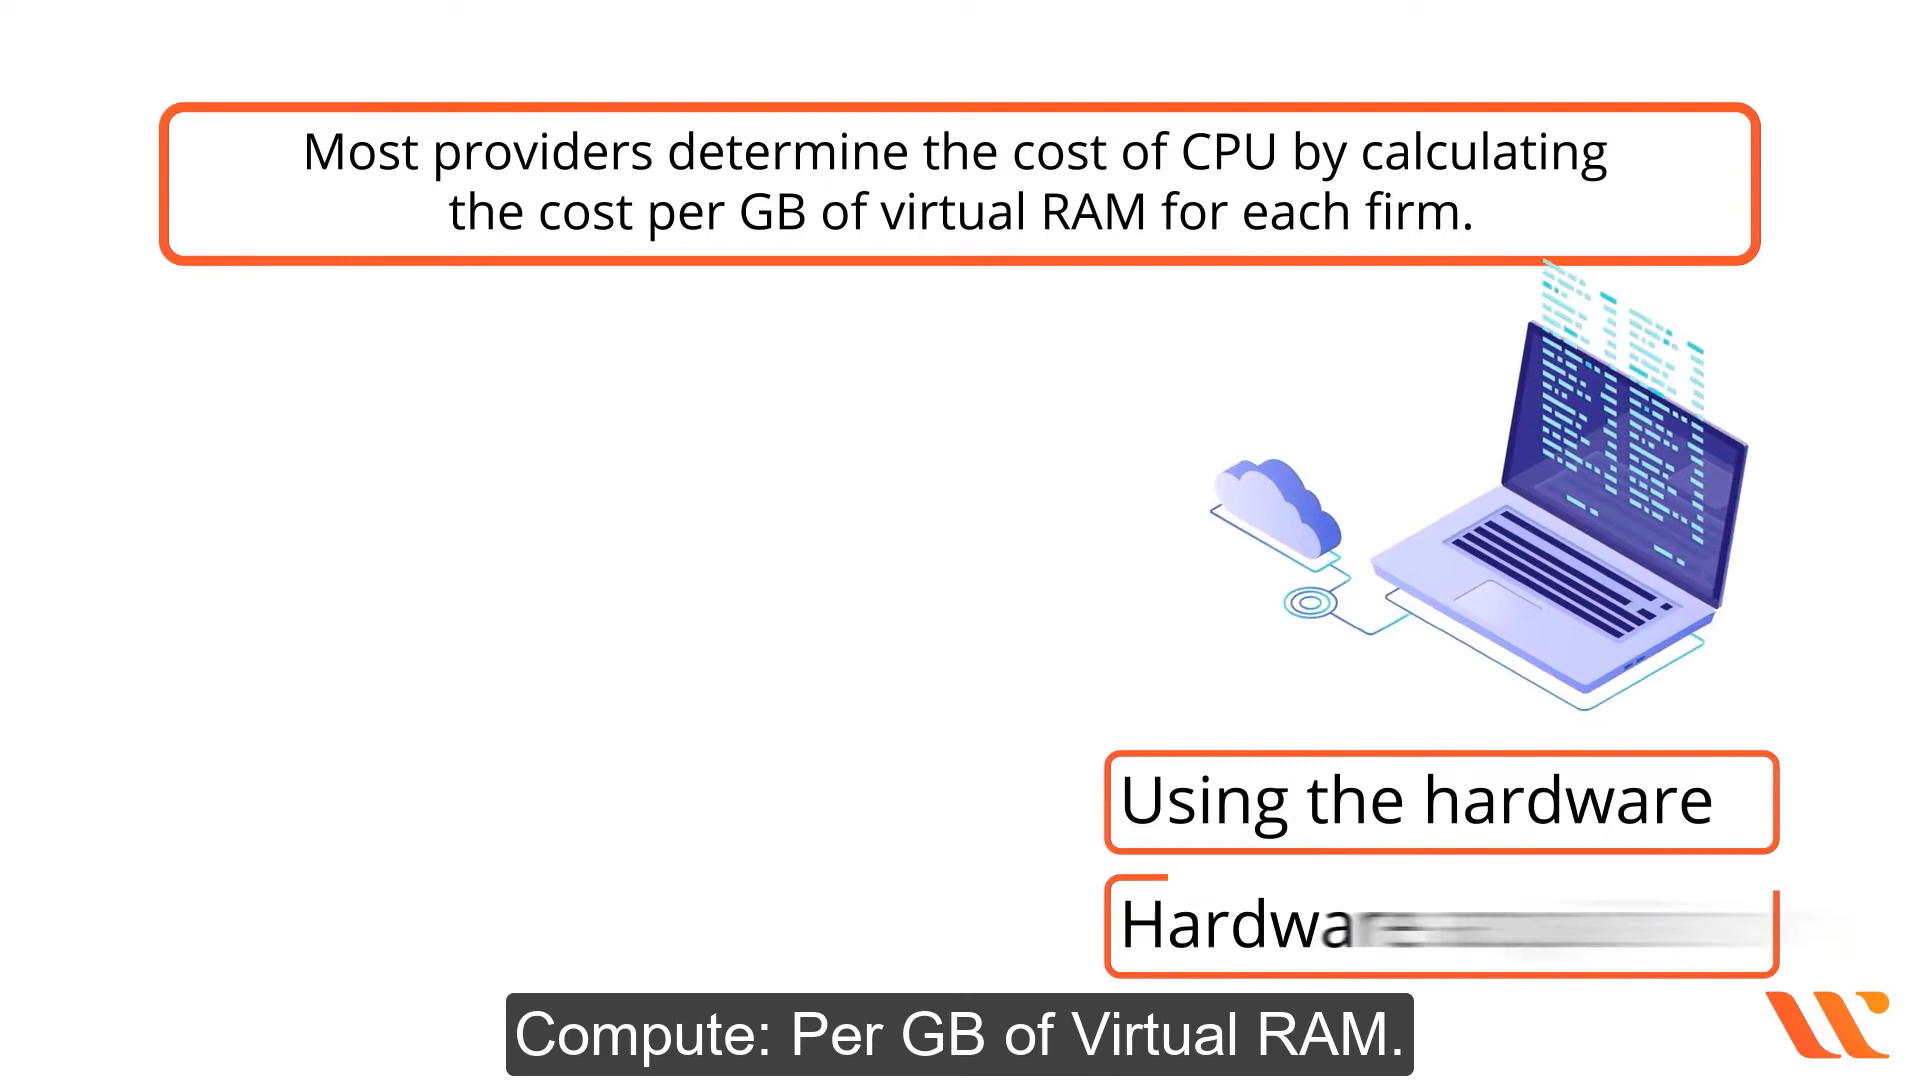 Most providers determine the cost of CPU by calculating
the cost per GB of virtual RAM for each firm.
Using the hardware
Compute: Per GB of Virtual RAM.